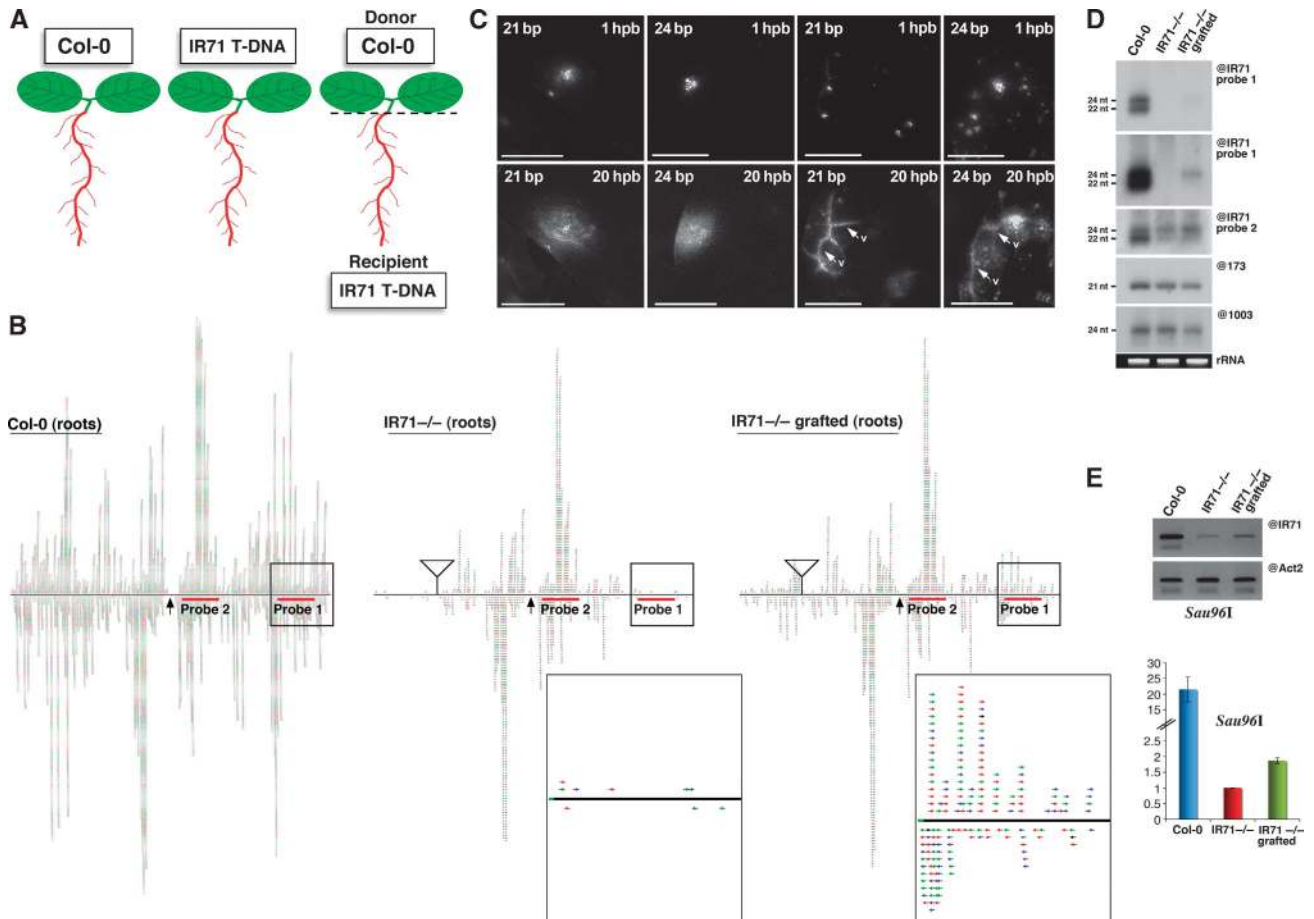 A
Donor
Col-0
IR71 T-DNA
Col-0
Recipient
IR71 T-DNA
C
21 bp 1 hpb
24 bp 1 hpb
21 bp 1 hpb
24 bp 1 hpb
21 bp 20 hpb
24 bp 20 hpb
21 bp 20 hpb
v
v
24 bp 20 hpb
v
v
D
Col-0
IR71–/–
IR71–/– grafted
@IR71 probe 1
24 nt
22 nt
@IR71 probe 1
24 nt
22 nt
@IR71 probe 2
24 nt
22 nt
@173
21 nt
@1003
24 nt
rRNA
B
Col-0 (roots)
IR71–/– (roots)
IR71–/– grafted (roots)
Probe 2
Probe 1
Probe 2
Probe 1
Probe 2
Probe 1
E
Col-0
IR71–/–
IR71–/– grafted
@IR71
@Act2
Sau96I
30
25
20
15
2.5
2
1.5
1
0.5
0
Sau96I
Col-0
IR71–/–
IR71 –/–
grafted